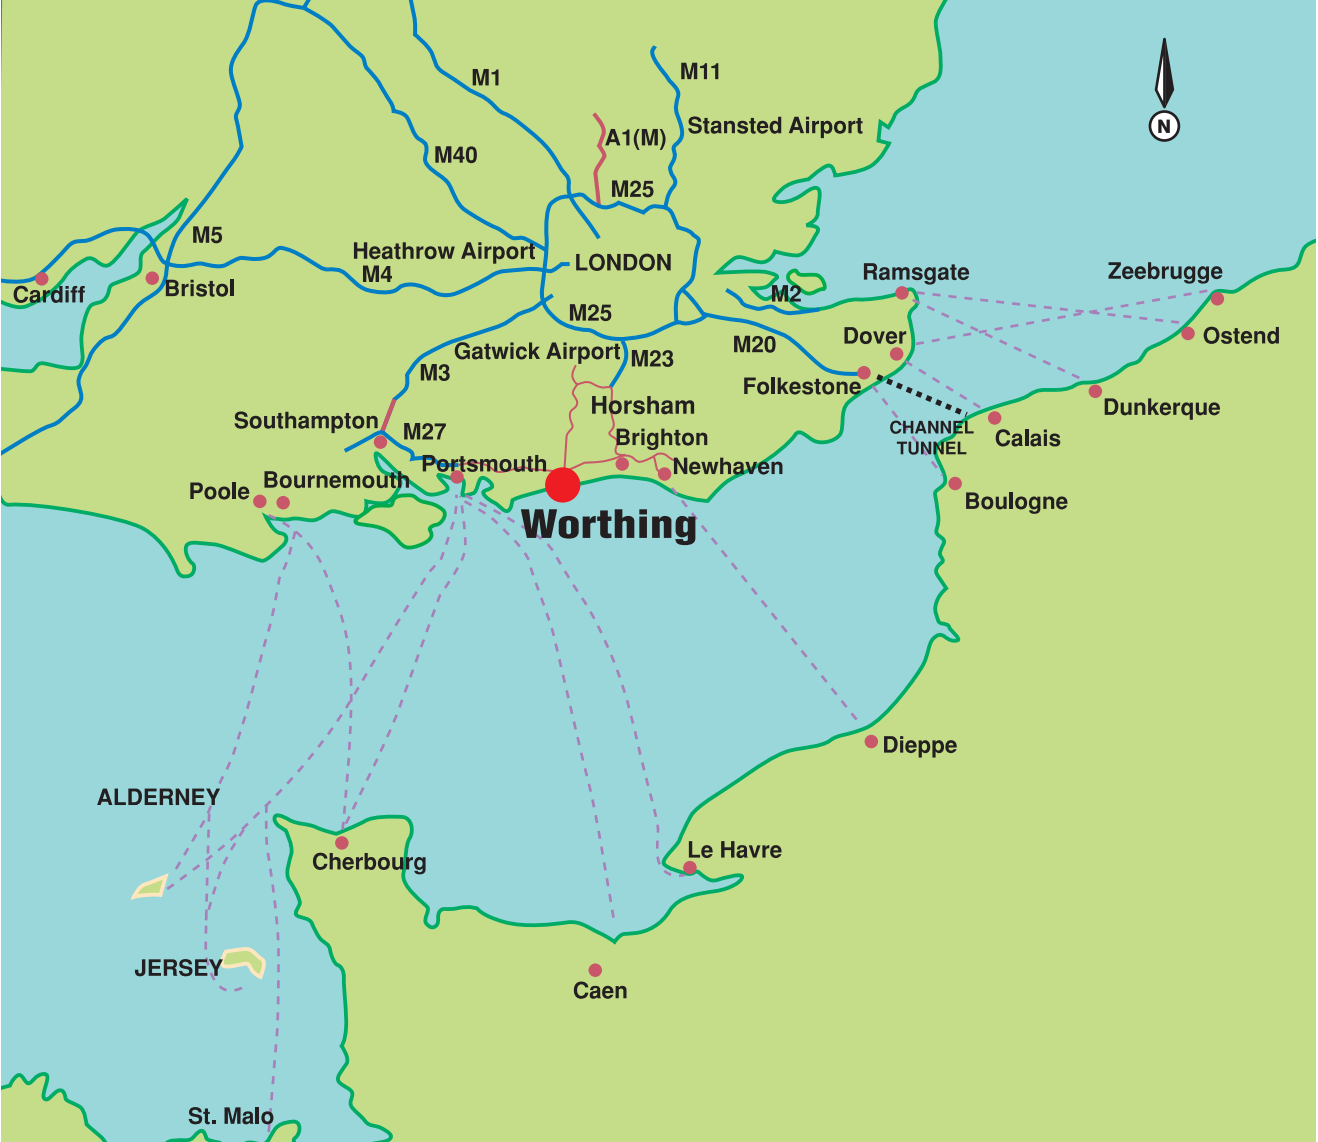 M1
M11
Stansted Airport
N
A1(M)
M40
M25
M5
Heathrow Airport
LONDON
M4
Ramsgate
Zeebrugge
Cardiff
Bristol
M2
M25
Dover
Ostend
Gatwick Airport
M23
M20
M3
Folkestone
Horsham
Dunkerque
Southampton
M27
CHANNEL
TUNNEL
Brighton
Calais
Portsmouth
Newhaven
Bournemouth
Poole
Boulogne
Worthing
Dieppe
ALDERNEY
Le Havre
Cherbourg
JERSEY
Caen
St. Malo